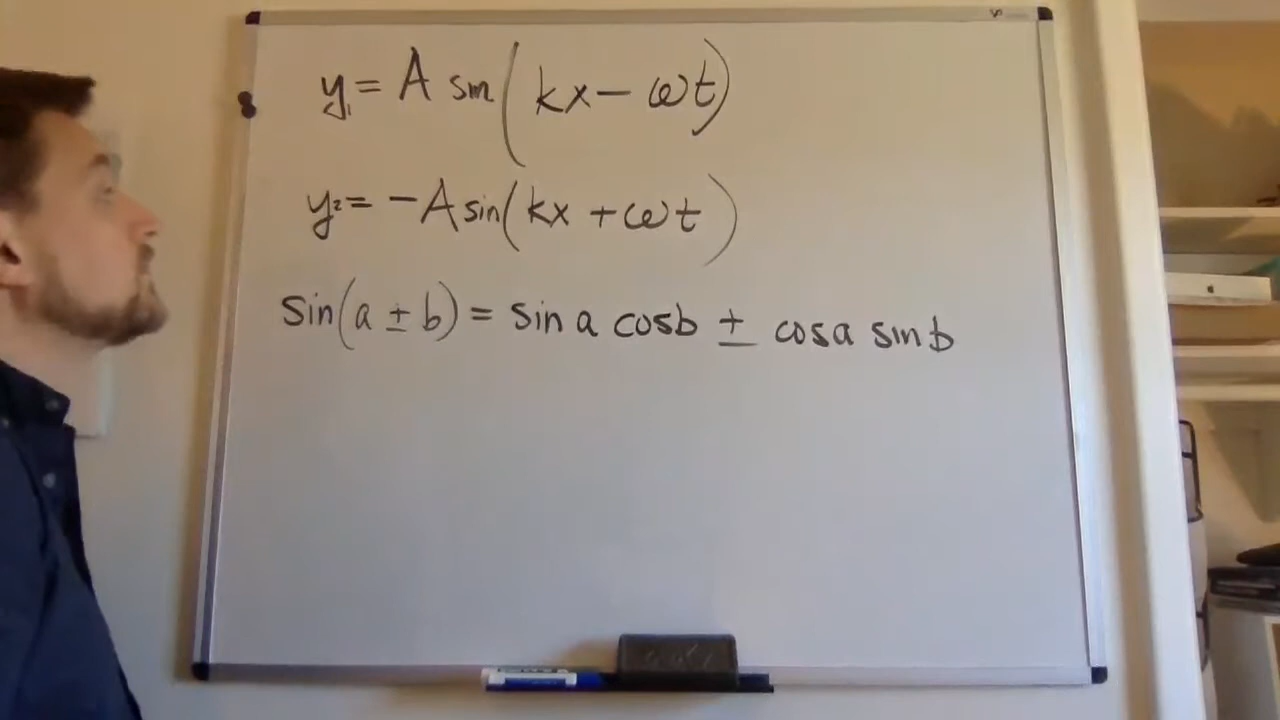 y₁ = A sin(kx − ωt)
y₂ = −A sin(kx + ωt)
sin(a ± b) = sin a cos b ± cos a sin b